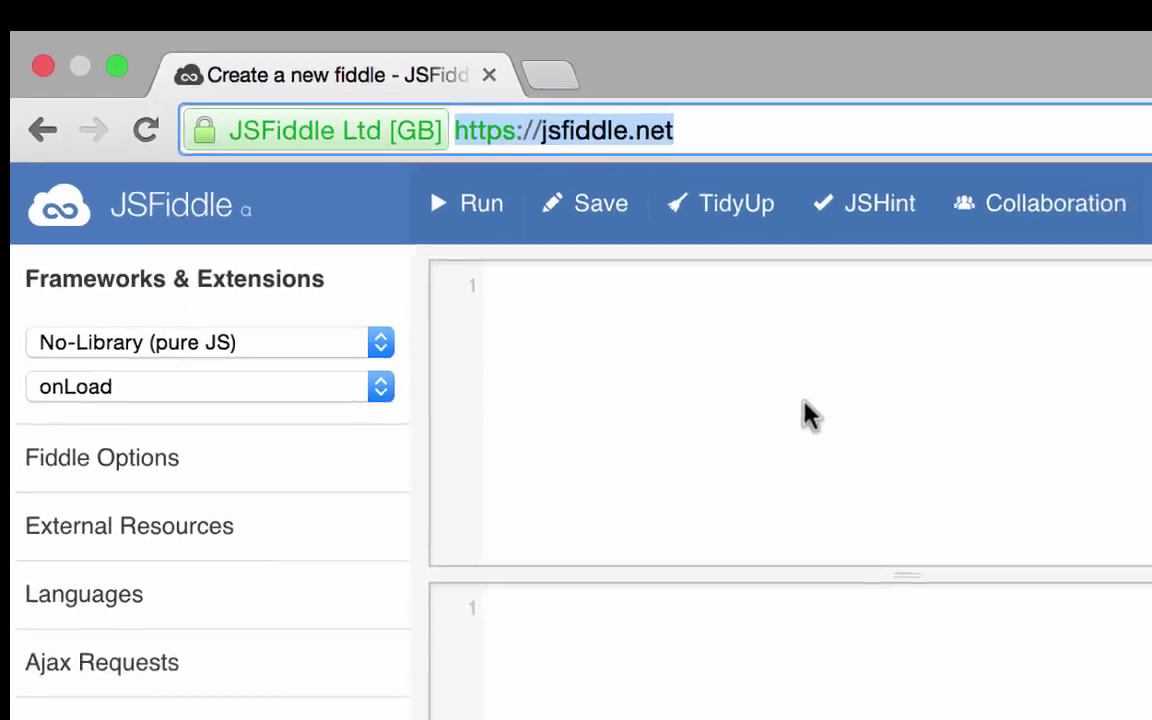 Create a new fiddle - JSFidd
JSFiddle Ltd [GB] https://jsfiddle.net
JSFiddle α
Run Save TidyUp JSHint Collaboration
Frameworks & Extensions
No-Library (pure JS)
onLoad
Fiddle Options
External Resources
Languages
Ajax Requests
1
1